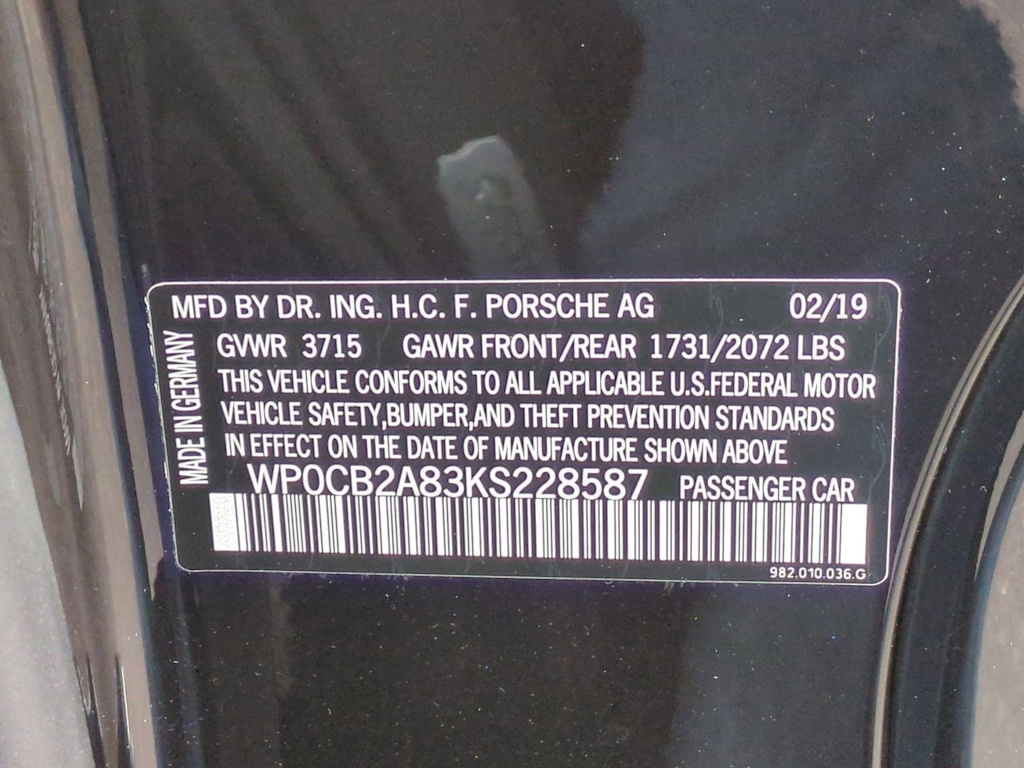 MFD BY DR. ING. H.C. F. PORSCHE AG 02/19
GVWR 3715 GAWR FRONT/REAR 1731/2072 LBS
THIS VEHICLE CONFORMS TO ALL APPLICABLE U.S.FEDERAL MOTOR
VEHICLE SAFETY,BUMPER,AND THEFT PREVENTION STANDARDS
IN EFFECT ON THE DATE OF MANUFACTURE SHOWN ABOVE
WP0CB2A83KS228587 PASSENGER CAR
982.010.036.G
MADE IN GERMANY